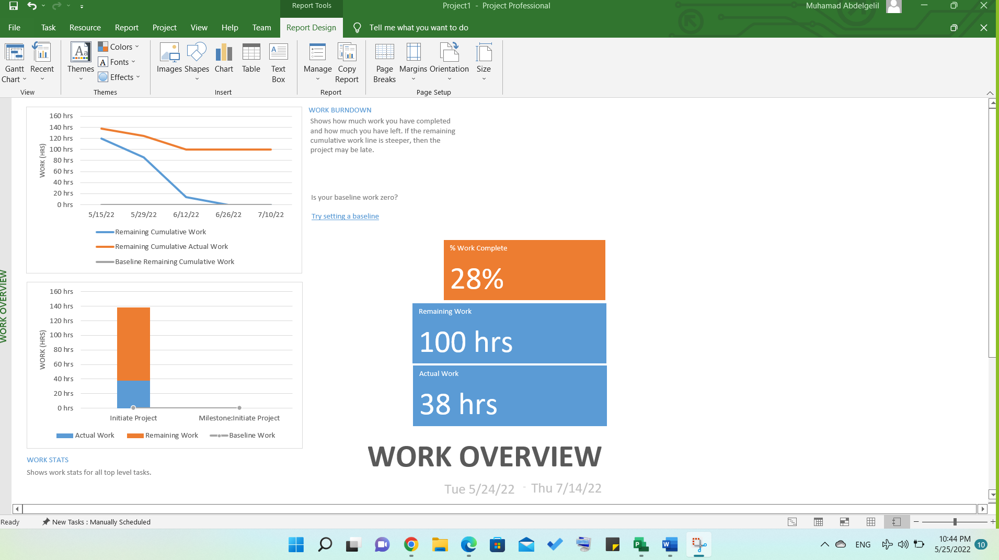 Report Tools
Project1 - Project Professional
Muhamad Abdelgelil
File Task Resource Report Project View Help Team Report Design Tell me what you want to do
Gantt Chart
Recent
Themes
Colors
Fonts
Effects
Images
Shapes
Chart
Table
Text Box
Manage
Copy Report
Page Breaks
Margins
Orientation
Size
View Themes Insert Report Page Setup
WORK OVERVIEW
160 hrs
140 hrs
120 hrs
100 hrs
80 hrs
60 hrs
40 hrs
20 hrs
0 hrs
WORK (HRS)
5/15/22 5/29/22 6/12/22 6/26/22 7/10/22
Remaining Cumulative Work
Remaining Cumulative Actual Work
Baseline Remaining Cumulative Work
WORK BURNDOWN
Shows how much work you have completed
and how much you have left. If the remaining
cumulative work line is steeper, then the
project may be late.
Is your baseline work zero?
Try setting a baseline
160 hrs
140 hrs
120 hrs
100 hrs
80 hrs
60 hrs
40 hrs
20 hrs
0 hrs
WORK (HRS)
Initiate Project Milestone:Initiate Project
Actual Work Remaining Work Baseline Work
WORK STATS
Shows work stats for all top level tasks.
% Work Complete
28%
Remaining Work
100 hrs
Actual Work
38 hrs
WORK OVERVIEW
Tue 5/24/22 - Thu 7/14/22
Ready New Tasks : Manually Scheduled
ENG
10:44 PM
5/25/2022
10